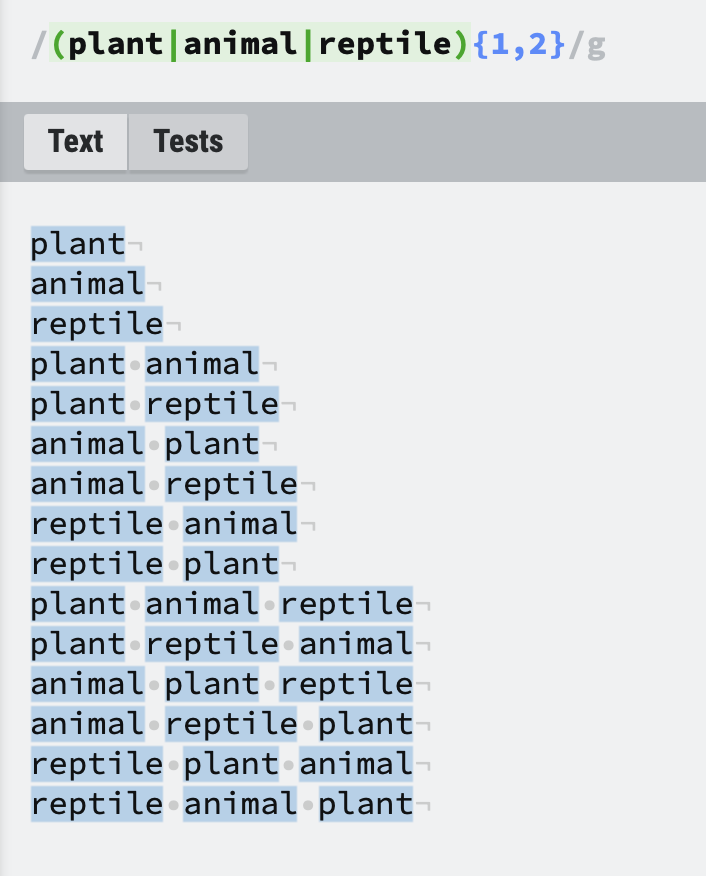 /(plant|animal|reptile){1,2}/g
Text Tests
plant¬
animal¬
reptile¬
plant•animal¬
plant•reptile¬
animal•plant¬
animal•reptile¬
reptile•animal¬
reptile•plant¬
plant•animal•reptile¬
plant•reptile•animal¬
animal•plant•reptile¬
animal•reptile•plant¬
reptile•plant•animal¬
reptile•animal•plant¬